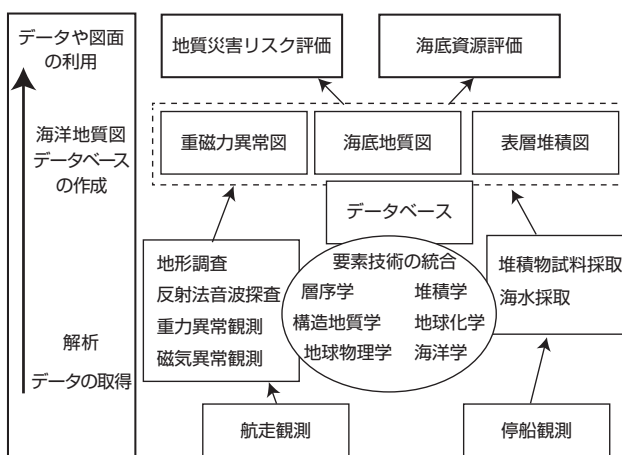 データや図面
の利用
海洋地質図
データベース
の作成
解析
データの取得
地質災害リスク評価
海底資源評価
重磁力異常図
海底地質図
表層堆積図
データベース
地形調査
反射法音波探査
重力異常観測
磁気異常観測
要素技術の統合
層序学
堆積学
構造地質学
地球化学
地球物理学
海洋学
堆積物試料採取
海水採取
航走観測
停船観測